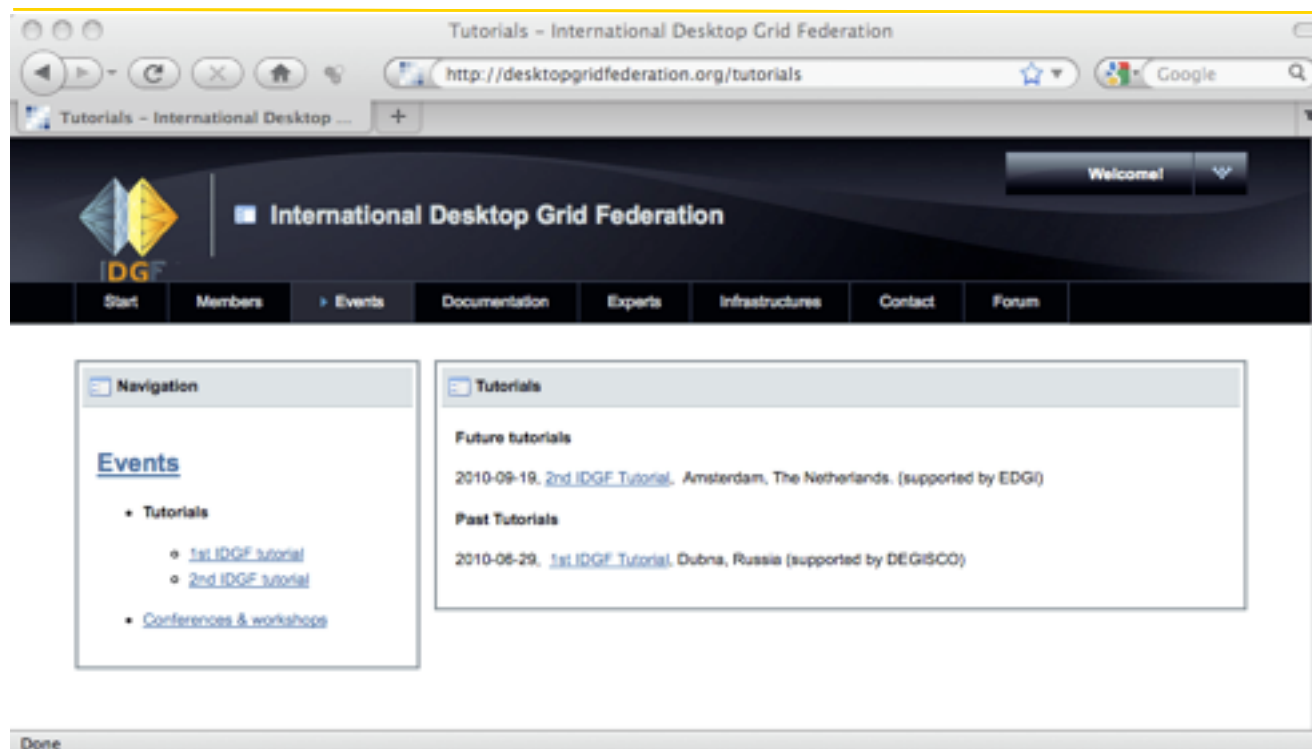 Tutorials – International Desktop Grid Federation
http://desktopgridfederation.org/tutorials
Google
Tutorials – International Desktop ...
+
Welcome!
International Desktop Grid Federation
IDGF
Start Members Events Documentation Experts Infrastructures Contact Forum
Navigation
Events
• Tutorials
1st IDGF tutorial
2nd IDGF tutorial
• Conferences & workshops
Tutorials
Future tutorials
2010-09-19, 2nd IDGF Tutorial, Amsterdam, The Netherlands. (supported by EDGI)
Past Tutorials
2010-06-29, 1st IDGF Tutorial, Dubna, Russia (supported by DEGISCO)
Done